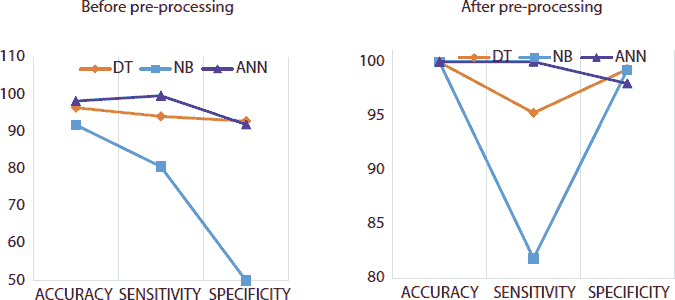 Before pre-processing
110
DT NB ANN
100
90
80
70
60
50
ACCURACY SENSITIVITY SPECIFICITY
After pre-processing
100
DT NB ANN
95
90
85
80
ACCURACY SENSITIVITY SPECIFICITY